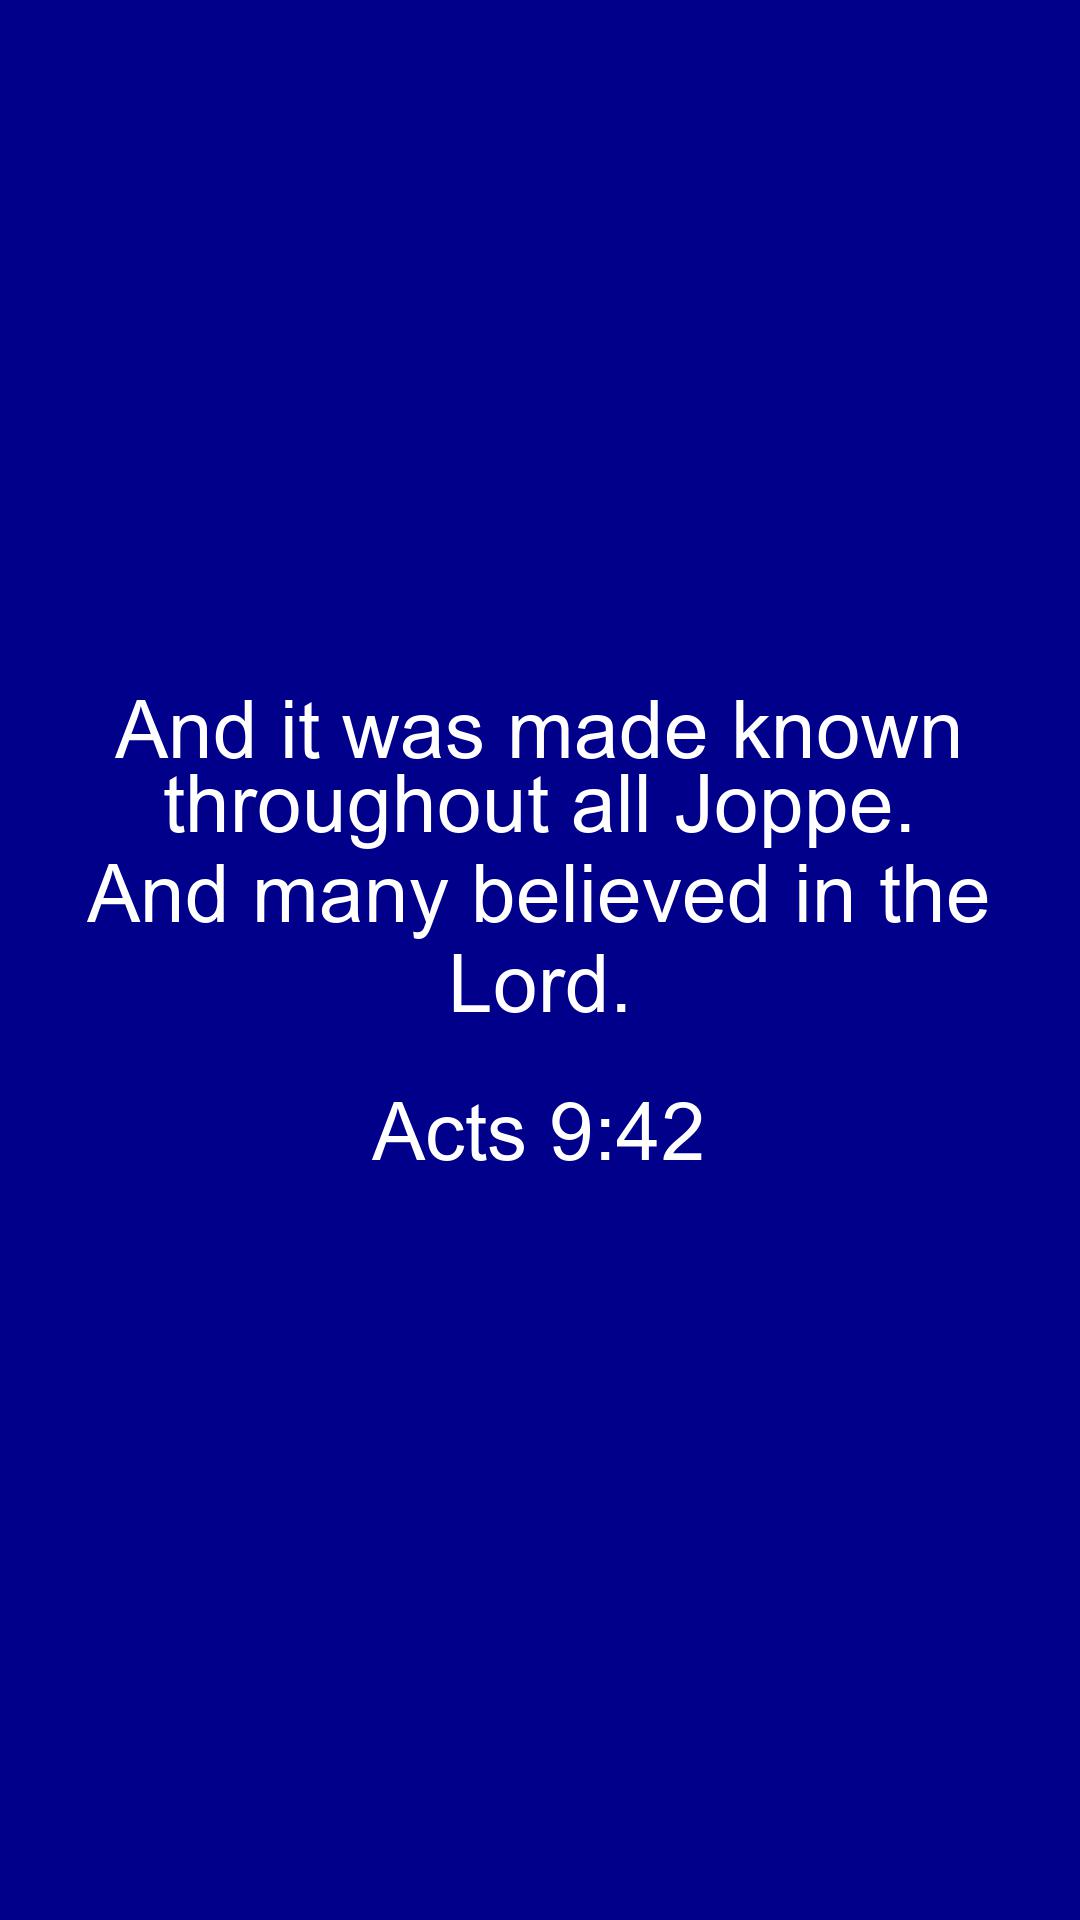 And it was made known
throughout all Joppe.
And many believed in the
Lord.
Acts 9:42